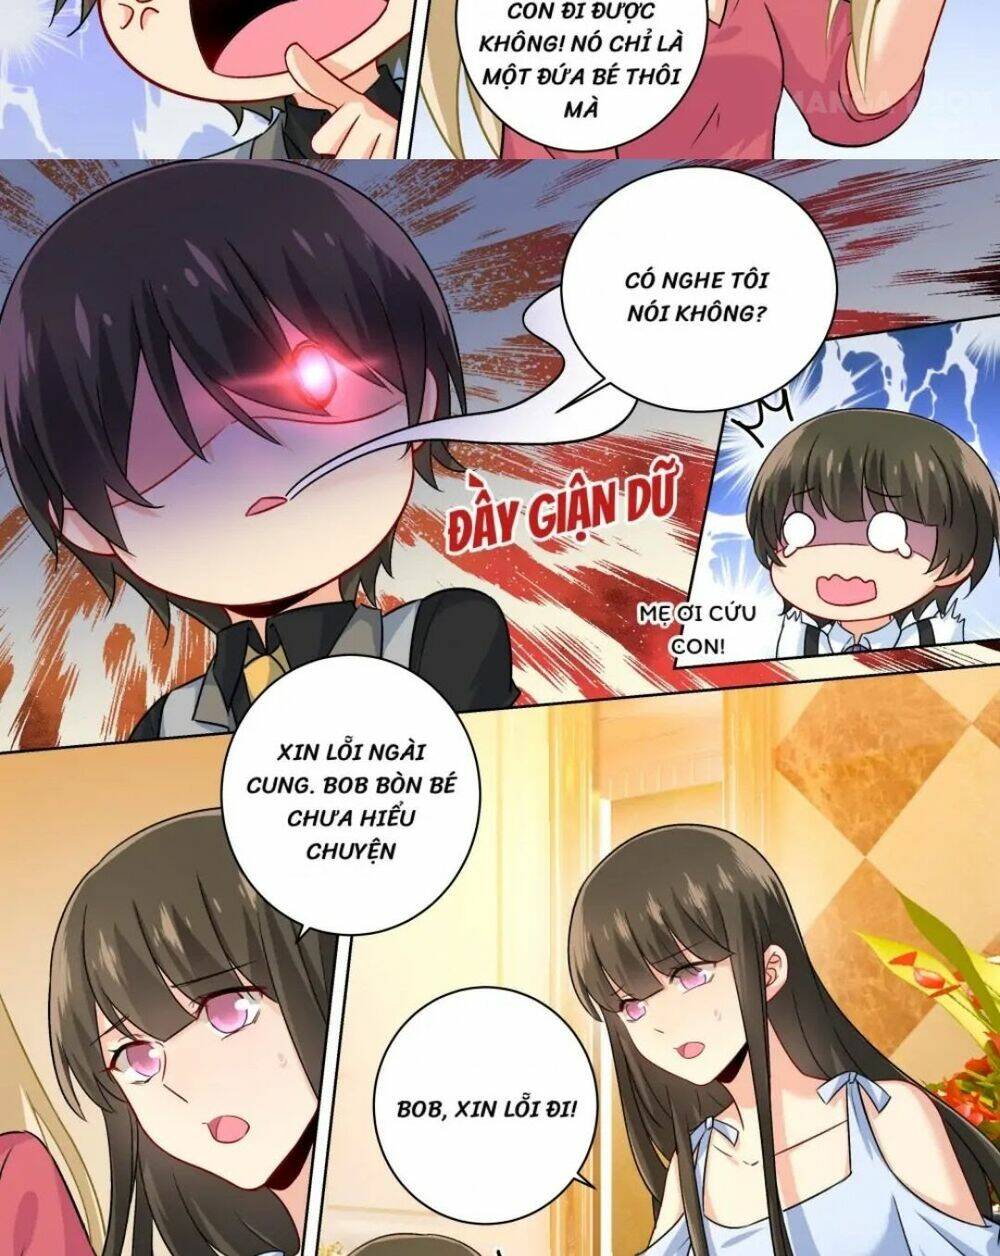 CON ĐI ĐƯỢC
KHÔNG! NÓ CHỈ LÀ
MỘT ĐỨA BÉ THÔI
MÀ
CÓ NGHE TÔI
NÓI KHÔNG?
ĐẦY GIẬN DỮ
MẸ ƠI CỨU
CON!
XIN LỖI NGÀI
CUNG. BOB BÒN BÉ
CHƯA HIỂU
CHUYỆN
BOB, XIN LỖI ĐI!